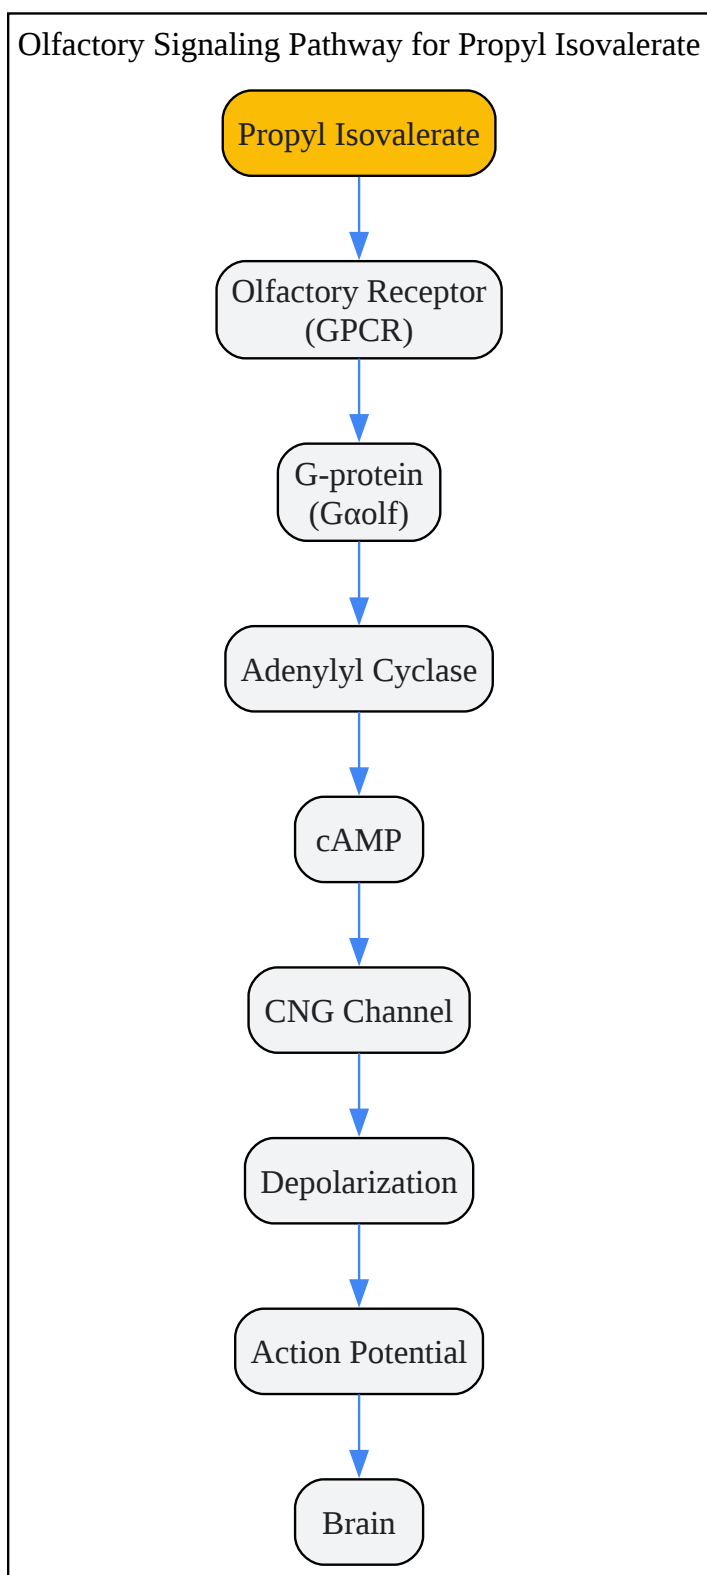 Olfactory Signaling Pathway for Propyl Isovalerate
Propyl Isovalerate
Olfactory Receptor
(GPCR)
G-protein
(Gαolf)
Adenylyl Cyclase
cAMP
CNG Channel
Depolarization
Action Potential
Brain